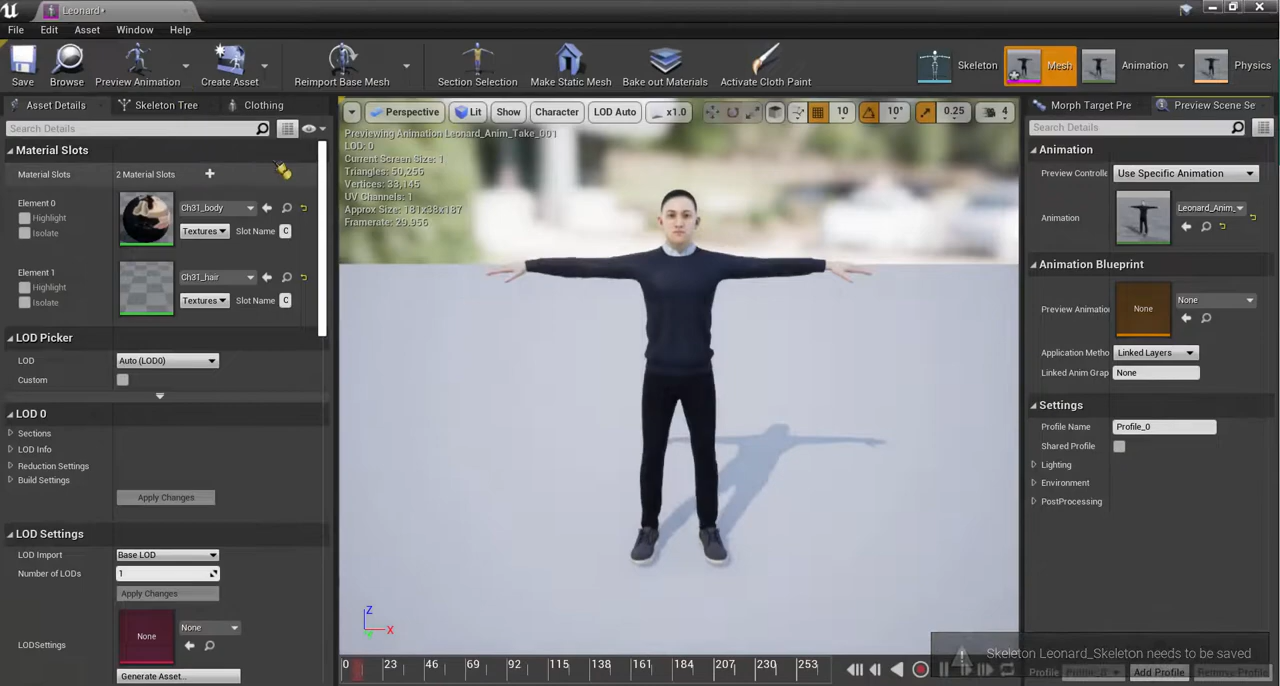 Leonard*
File Edit Asset Window Help
Save Browse Preview Animation Create Asset Reimport Base Mesh Section Selection Make Static Mesh Bake out Materials Activate Cloth Paint Skeleton Mesh Animation Physics
Asset Details Skeleton Tree Clothing
Search Details
Material Slots
Material Slots 2 Material Slots
Element 0 Ch31_body
Highlight Textures Slot Name C
Isolate
Element 1 Ch31_hair
Highlight
Isolate Textures Slot Name C
LOD Picker
LOD Auto (LOD0)
Custom
LOD 0
Sections
LOD Info
Reduction Settings
Build Settings
Apply Changes
LOD Settings
LOD Import Base LOD
Number of LODs 1
Apply Changes
LODSettings None None
Generate Asset...
Perspective Lit Show Character LOD Auto x1.0 10 10° 0.25 4
Previewing Animation Leonard_Anim_Take_001
LOD: 0
Current Screen Size: 1
Triangles: 50,256
Vertices: 33,145
UV Channels: 1
Approx Size: 181x38x187
Framerate: 29.956
Z
X
0 23 46 69 92 115 138 161 184 207 230 253
Morph Target Pre Preview Scene Se
Search Details
Animation
Preview Controlle Use Specific Animation
Animation Leonard_Anim_
Animation Blueprint
Preview Animatio None None
Application Metho Linked Layers
Linked Anim Grap None
Settings
Profile Name Profile_0
Shared Profile
Lighting
Environment
PostProcessing
Skeleton Leonard_Skeleton needs to be saved
Profile Profile_0 Add Profile Remove Profile